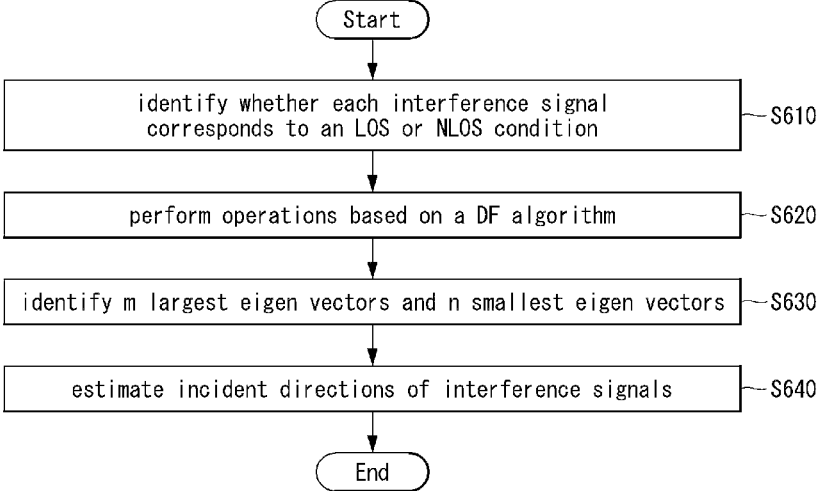 Start
identify whether each interference signal
corresponds to an LOS or NLOS condition
S610
perform operations based on a DF algorithm
S620
identify m largest eigen vectors and n smallest eigen vectors
S630
estimate incident directions of interference signals
S640
End